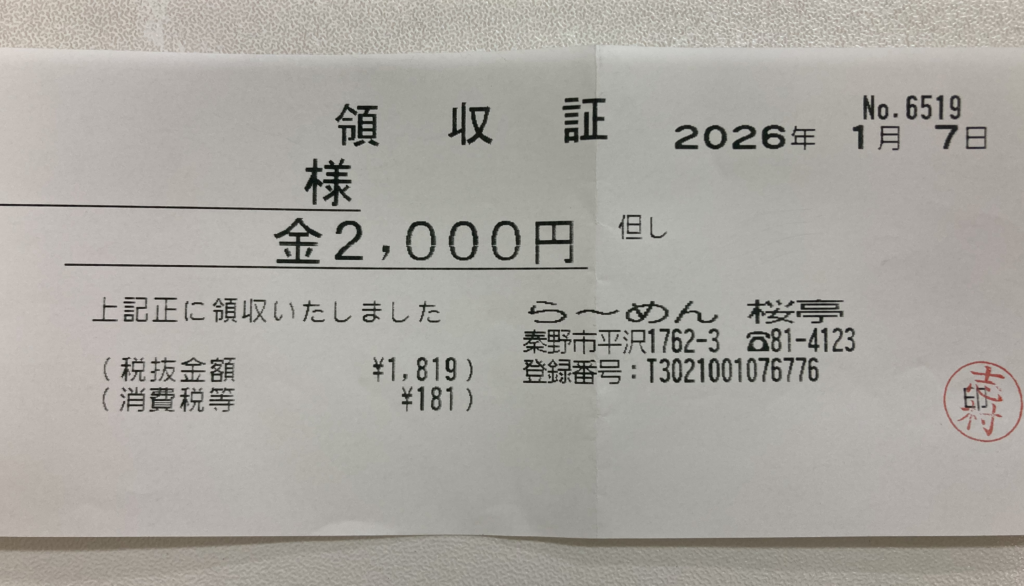 No.6519
領 収 証
2026年 1月 7日
様
金2,000円 但し
上記正に領収いたしました
(税抜金額 ¥1,819)
(消費税等 ¥181)
ら〜めん 桜亭
秦野市平沢1762-3 ☎81-4123
登録番号:T3021001076776
印
志村